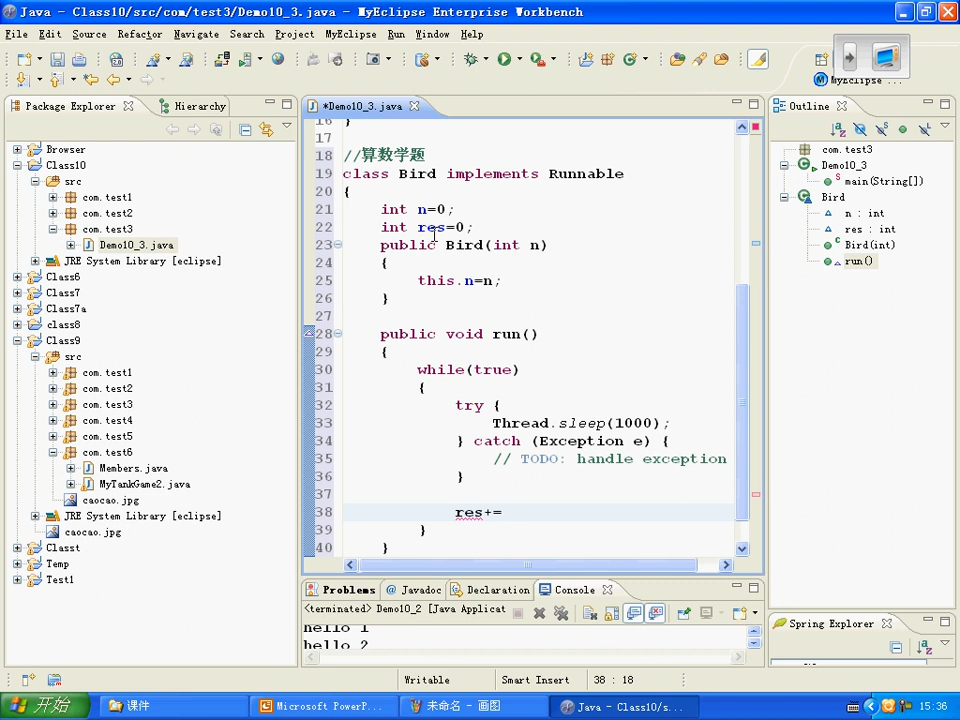 Java - Class10/src/com/test3/Demo10_3.java - MyEclipse Enterprise Workbench
File Edit Source Refactor Navigate Search Project MyEclipse Run Window Help
MyEclipse ...
Package Explorer
Hierarchy
Browser
Class10
src
com.test1
com.test2
com.test3
Demo10_3.java
JRE System Library [eclipse]
Class6
Class7
Class7a
class8
Class9
src
com.test1
com.test2
com.test3
com.test4
com.test5
com.test6
Members.java
MyTankGame2.java
caocao.jpg
JRE System Library [eclipse]
caocao.jpg
Classt
Temp
Test1
*Demo10_3.java
16 }
17
18 //算数学题
19 class Bird implements Runnable
20 {
21 int n=0;
22 int res=0;
23 public Bird(int n)
24 {
25 this.n=n;
26 }
27
28 public void run()
29 {
30 while(true)
31 {
32 try {
33 Thread.sleep(1000);
34 } catch (Exception e) {
35 // TODO: handle exception
36 }
37
38 res+=
39 }
40 }
Problems @ Javadoc Declaration Console
<terminated> Demo10_2 [Java Applicat
hello 1
hello 2
Outline
com.test3
Demo10_3
main(String[])
Bird
n : int
res : int
Bird(int)
run()
Spring Explorer
Writable Smart Insert 38 : 18
开始 课件 Microsoft PowerP... 未命名 - 画图 Java - Class10/s... 15:36